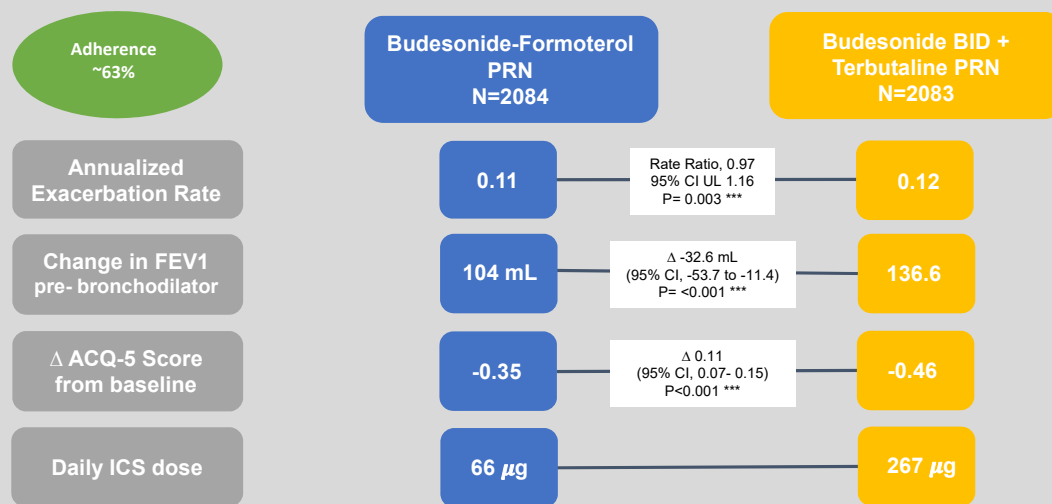 Adherence
~63%
Budesonide-Formoterol
PRN
N=2084
Budesonide BID +
Terbutaline PRN
N=2083
Annualized
Exacerbation Rate
0.11
Rate Ratio, 0.97
95% CI UL 1.16
P= 0.003 ***
0.12
Change in FEV1
pre- bronchodilator
104 mL
Δ -32.6 mL
(95% CI, -53.7 to -11.4)
P= <0.001 ***
136.6
Δ ACQ-5 Score
from baseline
-0.35
Δ 0.11
(95% CI, 0.07- 0.15)
P<0.001 ***
-0.46
Daily ICS dose
66 μg
267 μg